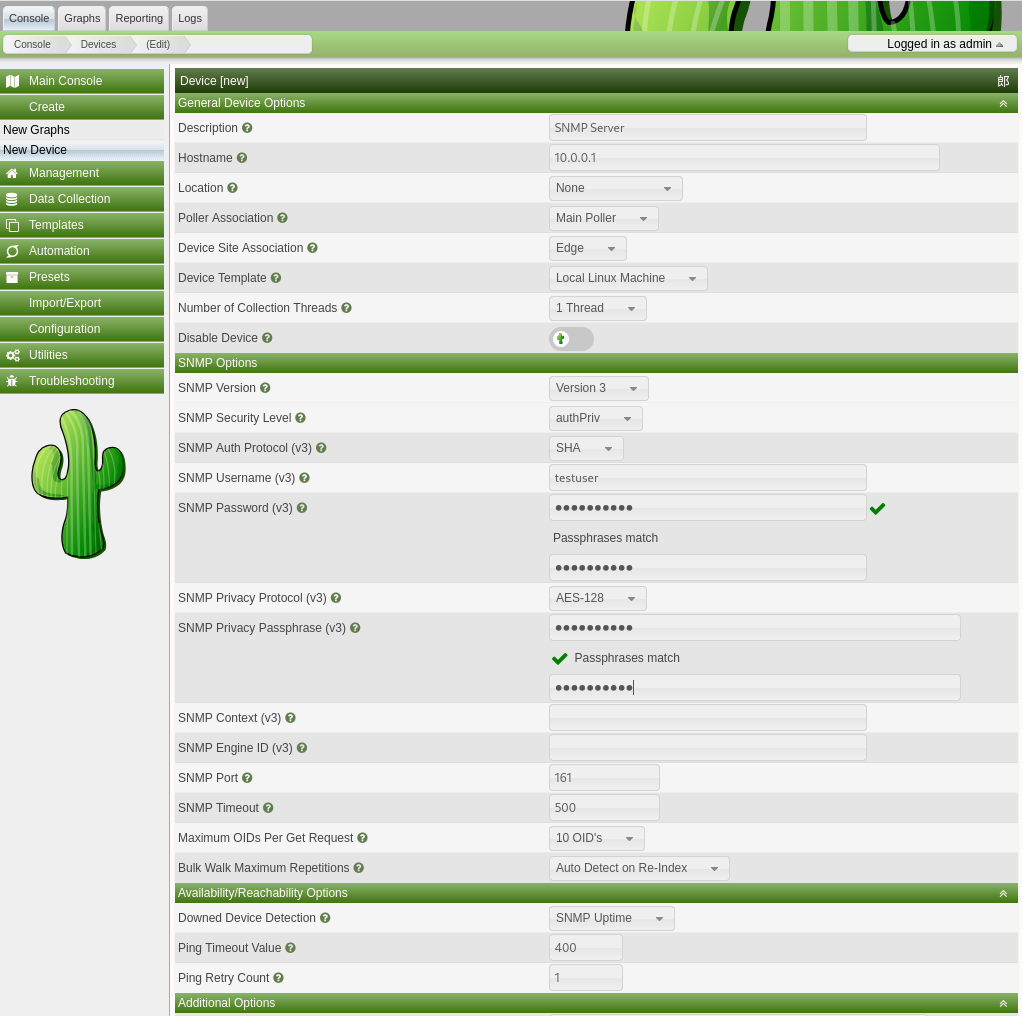 Console Graphs Reporting Logs
Console Devices (Edit) Logged in as admin
Main Console
Create
New Graphs
New Device
Management
Data Collection
Templates
Automation
Presets
Import/Export
Configuration
Utilities
Troubleshooting
Device [new] 郎
General Device Options
Description SNMP Server
Hostname 10.0.0.1
Location None
Poller Association Main Poller
Device Site Association Edge
Device Template Local Linux Machine
Number of Collection Threads 1 Thread
Disable Device
SNMP Options
SNMP Version Version 3
SNMP Security Level authPriv
SNMP Auth Protocol (v3) SHA
SNMP Username (v3) testuser
SNMP Password (v3) ●●●●●●●●●●
Passphrases match
●●●●●●●●●●
SNMP Privacy Protocol (v3) AES-128
SNMP Privacy Passphrase (v3) ●●●●●●●●●●
Passphrases match
●●●●●●●●●●
SNMP Context (v3)
SNMP Engine ID (v3)
SNMP Port 161
SNMP Timeout 500
Maximum OIDs Per Get Request 10 OID's
Bulk Walk Maximum Repetitions Auto Detect on Re-Index
Availability/Reachability Options
Downed Device Detection SNMP Uptime
Ping Timeout Value 400
Ping Retry Count 1
Additional Options